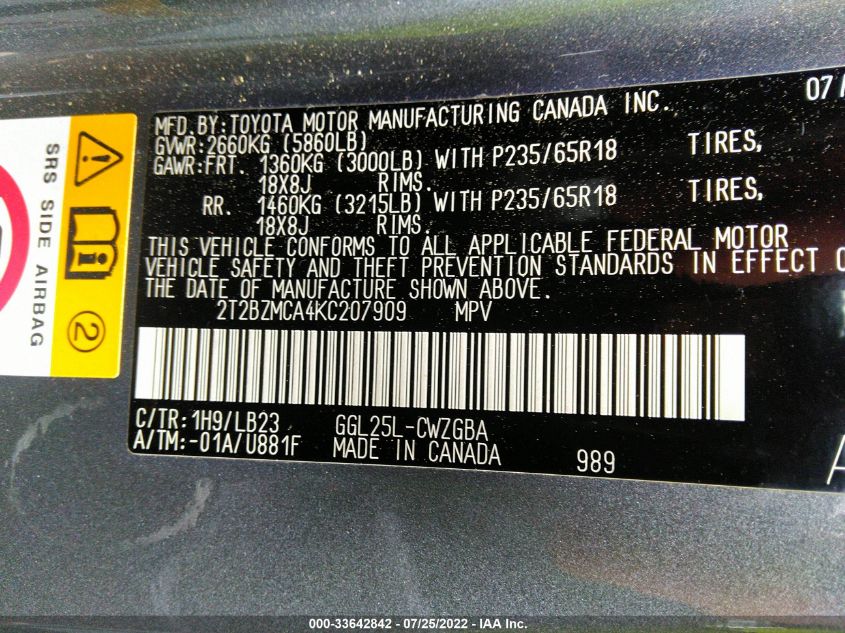 SRS SIDE AIRBAG
2
07/
MFD.BY:TOYOTA MOTOR MANUFACTURING CANADA INC.
GVWR:2660KG (5860LB)
GAWR:FRT. 1360KG (3000LB) WITH P235/65R18 TIRES,
18X8J RIMS.
RR. 1460KG (3215LB) WITH P235/65R18 TIRES,
18X8J RIMS.
THIS VEHICLE CONFORMS TO ALL APPLICABLE FEDERAL MOTOR
VEHICLE SAFETY AND THEFT PREVENTION STANDARDS IN EFFECT
THE DATE OF MANUFACTURE SHOWN ABOVE.
2T2BZMCA4KC207909 MPV
C/TR:1H9/LB23 GGL25L-CWZGBA
A/TM:-01A/U881F MADE IN CANADA 989
000-33642842 - 07/25/2022 - IAA Inc.